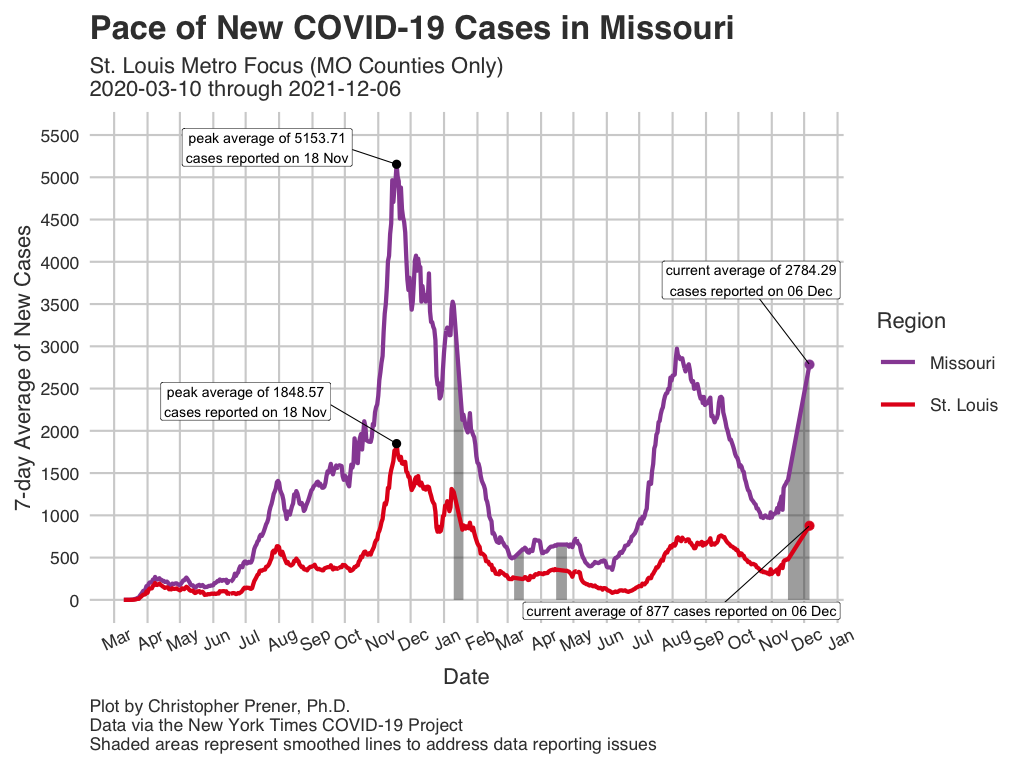 Pace of New COVID-19 Cases in Missouri
St. Louis Metro Focus (MO Counties Only)
2020-03-10 through 2021-12-06
7-day Average of New Cases
5500
5000
4500
4000
3500
3000
2500
2000
1500
1000
500
0
peak average of 5153.71
cases reported on 18 Nov
peak average of 1848.57
cases reported on 18 Nov
current average of 2784.29
cases reported on 06 Dec
current average of 877 cases reported on 06 Dec
Region
Missouri
St. Louis
Mar Apr May Jun Jul Aug Sep Oct Nov Dec Jan Feb Mar Apr May Jun Jul Aug Sep Oct Nov Dec Jan
Date
Plot by Christopher Prener, Ph.D.
Data via the New York Times COVID-19 Project
Shaded areas represent smoothed lines to address data reporting issues